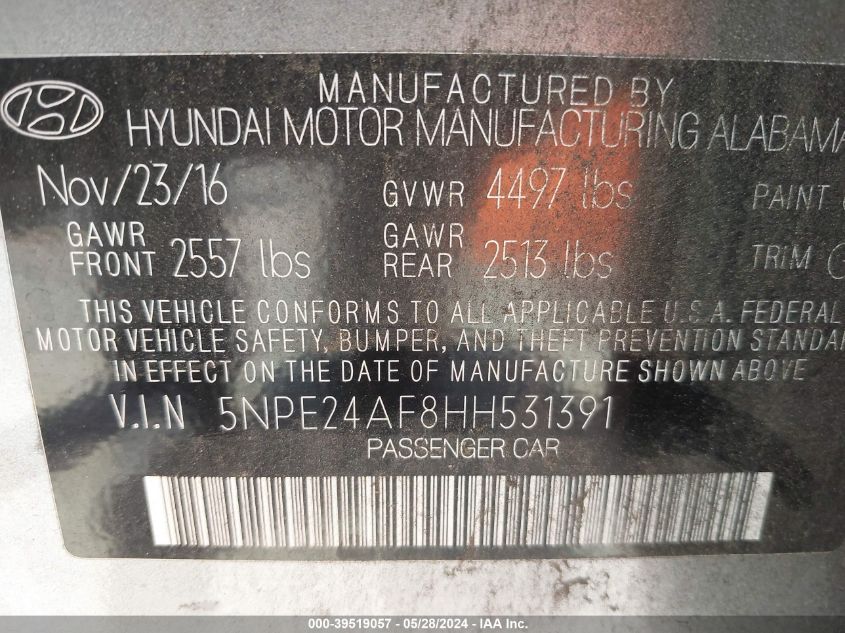 MANUFACTURED BY
HYUNDAI MOTOR MANUFACTURING ALABAMA
Nov/23/16 GVWR 4497 lbs PAINT
GAWR FRONT 2557 lbs GAWR REAR 2513 lbs TRIM
THIS VEHICLE CONFORMS TO ALL APPLICABLE U.S.A. FEDERAL
MOTOR VEHICLE SAFETY, BUMPER, AND THEFT PREVENTION STANDA
IN EFFECT ON THE DATE OF MANUFACTURE SHOWN ABOVE
V.I.N 5NPE24AF8HH531391
PASSENGER CAR
000-39519057 - 05/28/2024 - IAA Inc.